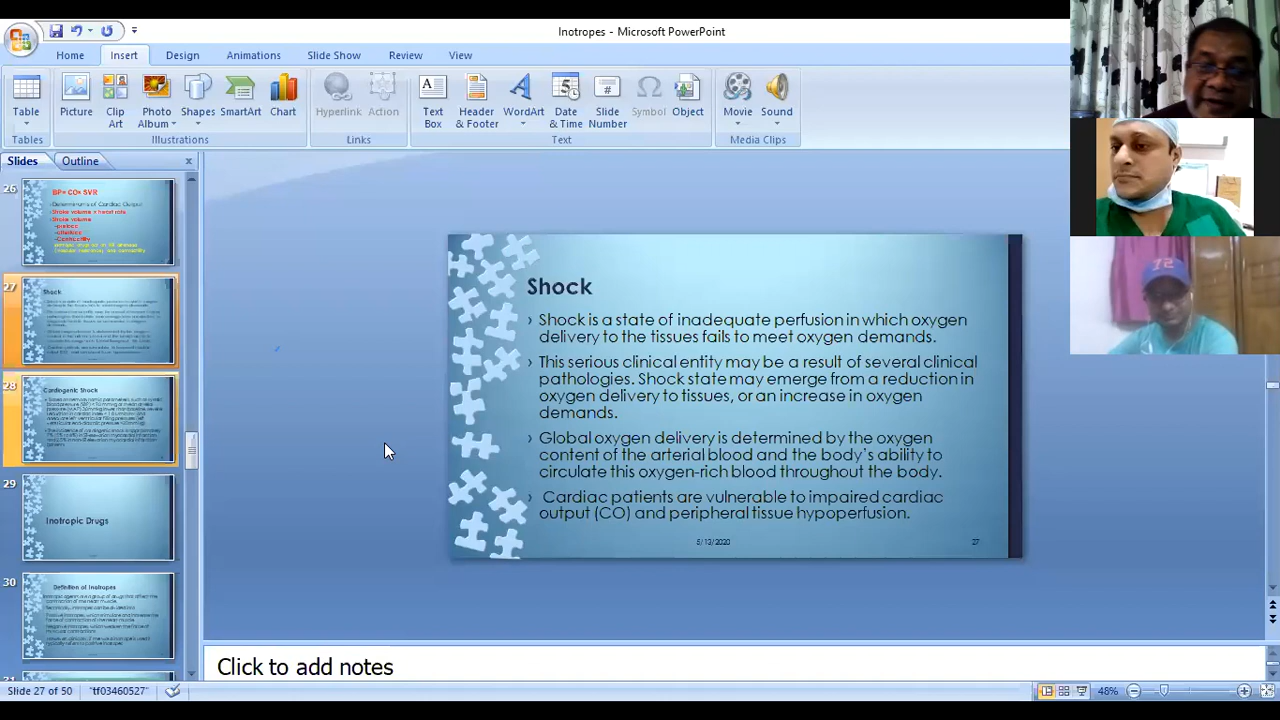 Inotropes - Microsoft PowerPoint
Home Insert Design Animations Slide Show Review View
Table Picture Clip Art Photo Album Shapes SmartArt Chart Hyperlink Action Text Box Header & Footer WordArt Date & Time Slide Number Symbol Object Movie Sound
Tables Illustrations Links Text Media Clips
Slides Outline
26
BP= CO× SVR
Determinants of Cardiac Output
Stroke volume × heart rate
Stroke volume
-preload
-afterload
-Contractility
27
Shock
28
Cardiogenic Shock
29
Inotropic Drugs
30
Definition of Inotropes
31
Shock
Shock is a state of inadequate perfusion in which oxygen
delivery to the tissues fails to meet oxygen demands.
› This serious clinical entity may be a result of several clinical
pathologies. Shock state may emerge from a reduction in
oxygen delivery to tissues, or an increase in oxygen
demands.
› Global oxygen delivery is determined by the oxygen
content of the arterial blood and the body's ability to
circulate this oxygen-rich blood throughout the body.
› Cardiac patients are vulnerable to impaired cardiac
output (CO) and peripheral tissue hypoperfusion.
5/13/2020
27
72
Click to add notes
Slide 27 of 50 "tf03460527" 48%